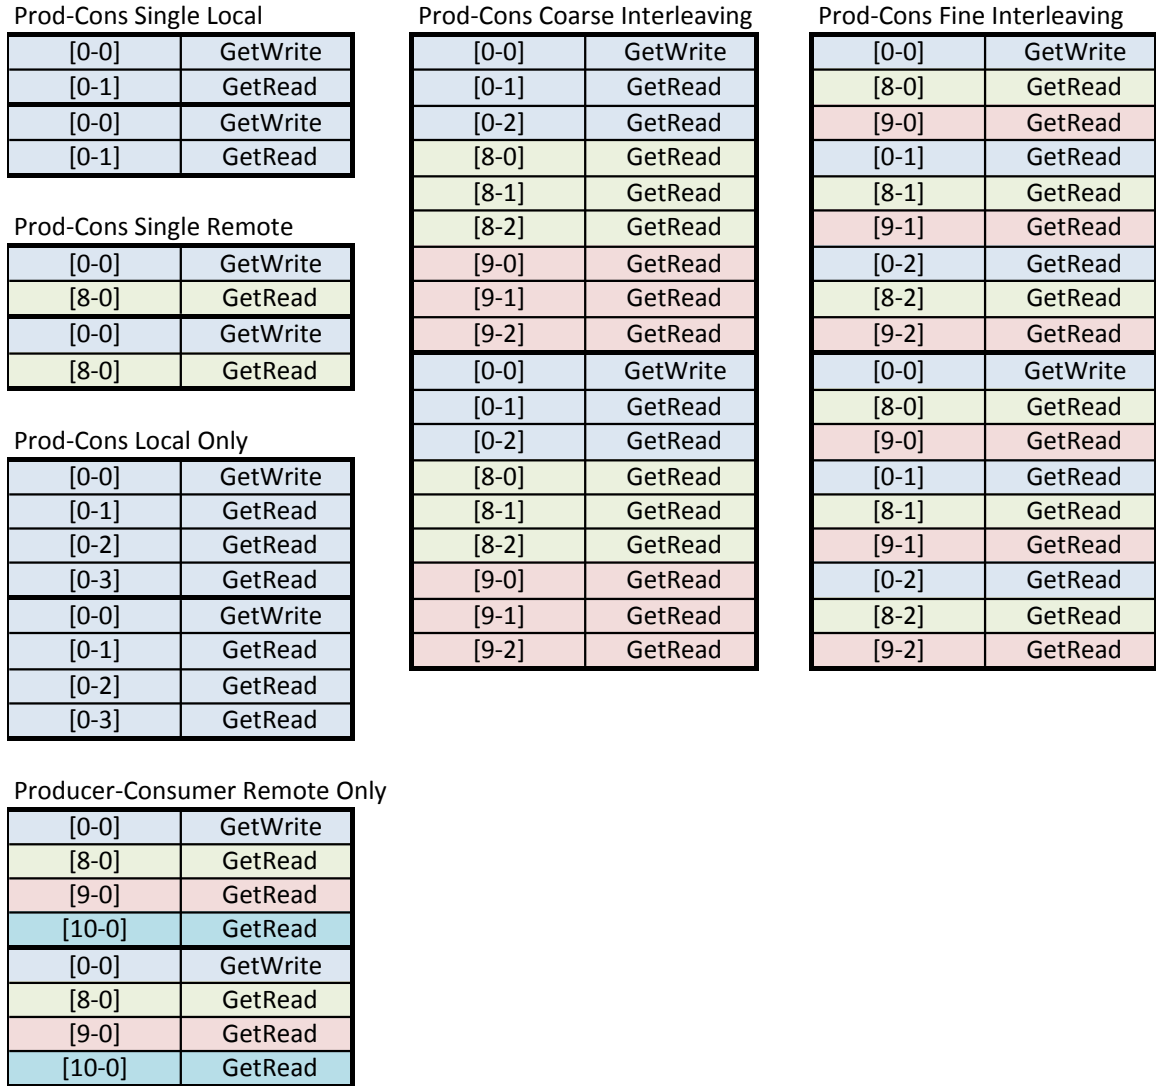 Prod-Cons Single Local
[0-0] GetWrite
[0-1] GetRead
[0-0] GetWrite
[0-1] GetRead
Prod-Cons Single Remote
[0-0] GetWrite
[8-0] GetRead
[0-0] GetWrite
[8-0] GetRead
Prod-Cons Local Only
[0-0] GetWrite
[0-1] GetRead
[0-2] GetRead
[0-3] GetRead
[0-0] GetWrite
[0-1] GetRead
[0-2] GetRead
[0-3] GetRead
Producer-Consumer Remote Only
[0-0] GetWrite
[8-0] GetRead
[9-0] GetRead
[10-0] GetRead
[0-0] GetWrite
[8-0] GetRead
[9-0] GetRead
[10-0] GetRead
Prod-Cons Coarse Interleaving
[0-0] GetWrite
[0-1] GetRead
[0-2] GetRead
[8-0] GetRead
[8-1] GetRead
[8-2] GetRead
[9-0] GetRead
[9-1] GetRead
[9-2] GetRead
[0-0] GetWrite
[0-1] GetRead
[0-2] GetRead
[8-0] GetRead
[8-1] GetRead
[8-2] GetRead
[9-0] GetRead
[9-1] GetRead
[9-2] GetRead
Prod-Cons Fine Interleaving
[0-0] GetWrite
[8-0] GetRead
[9-0] GetRead
[0-1] GetRead
[8-1] GetRead
[9-1] GetRead
[0-2] GetRead
[8-2] GetRead
[9-2] GetRead
[0-0] GetWrite
[8-0] GetRead
[9-0] GetRead
[0-1] GetRead
[8-1] GetRead
[9-1] GetRead
[0-2] GetRead
[8-2] GetRead
[9-2] GetRead